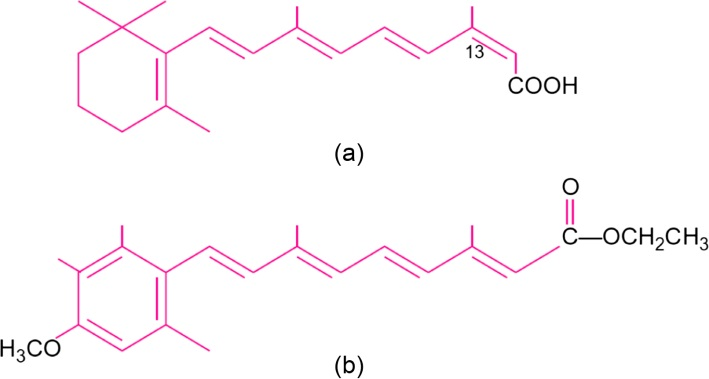 13
COOH
(a)
O
C—OCH₂CH₃
H₃CO
(b)